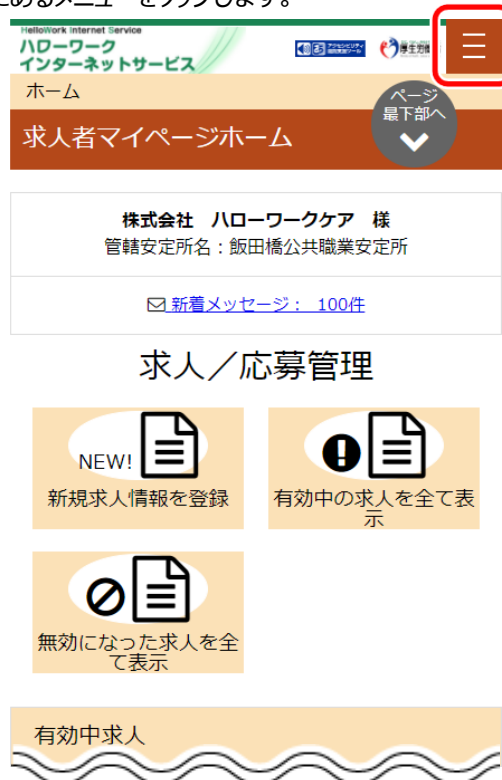 にあるメニューをタップします。
HelloWork Internet Service
ハローワーク
インターネットサービス
ホーム
ページ
最下部へ
求人者マイページホーム
株式会社 ハローワークケア 様
管轄安定所名：飯田橋公共職業安定所
新着メッセージ： 100件
求人／応募管理
NEW!
新規求人情報を登録
有効中の求人を全て表
示
無効になった求人を全
て表示
有効中求人